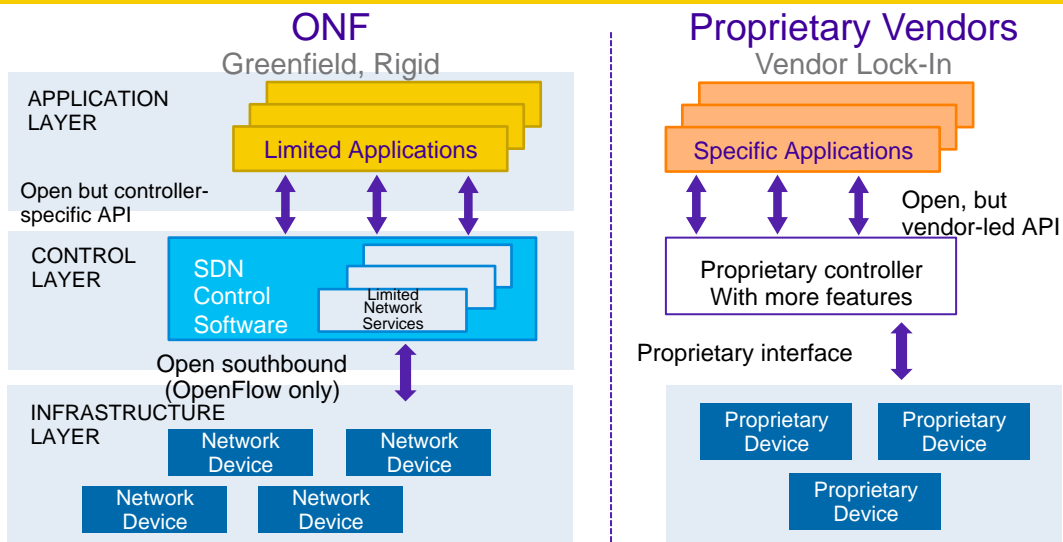 ONF
Greenfield, Rigid
APPLICATION
LAYER
Limited Applications
Open but controller-
specific API
CONTROL
LAYER
SDN
Control
Software
Limited
Network
Services
Open southbound
(OpenFlow only)
INFRASTRUCTURE
LAYER
Network
Device
Network
Device
Network
Device
Network
Device
Proprietary Vendors
Vendor Lock-In
Specific Applications
Open, but
vendor-led API
Proprietary controller
With more features
Proprietary interface
Proprietary
Device
Proprietary
Device
Proprietary
Device